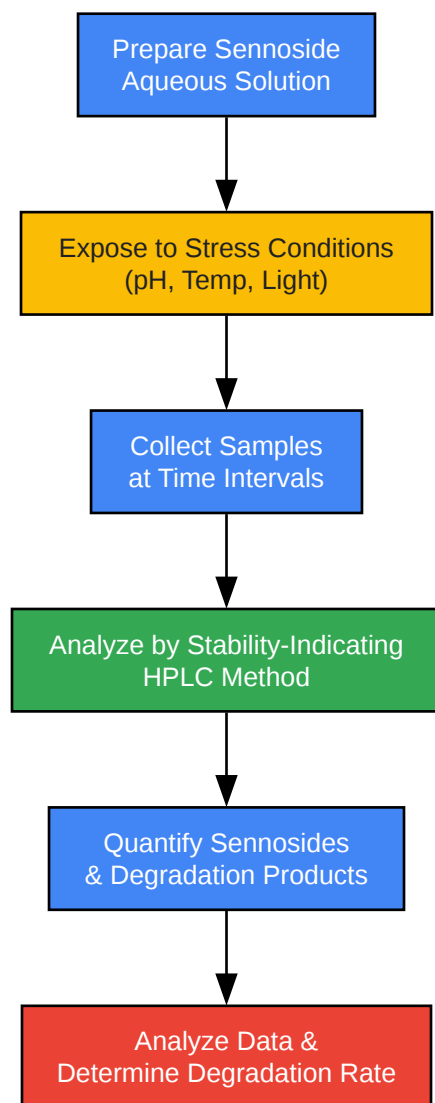 Prepare Sennoside
Aqueous Solution
Expose to Stress Conditions
(pH, Temp, Light)
Collect Samples
at Time Intervals
Analyze by Stability-Indicating
HPLC Method
Quantify Sennosides
& Degradation Products
Analyze Data &
Determine Degradation Rate